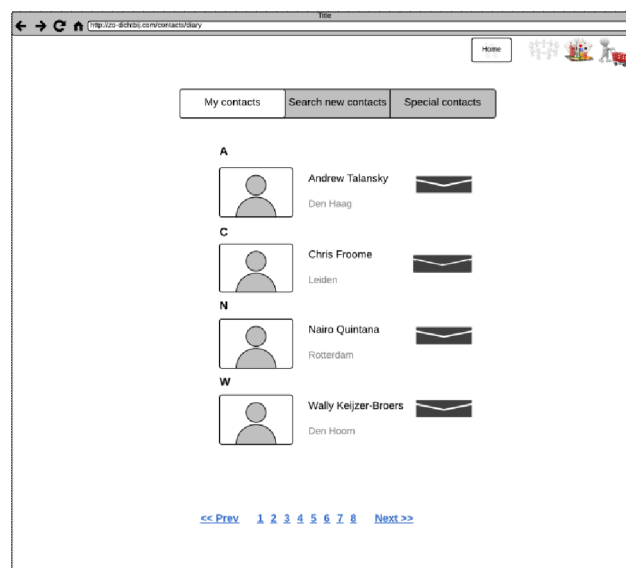 Title
http://zo-dichtbij.com/contacts/diary
Home
My contacts
Search new contacts
Special contacts
A
Andrew Talansky
Den Haag
C
Chris Froome
Leiden
N
Nairo Quintana
Rotterdam
W
Wally Keijzer-Broers
Den Hoorn
<< Prev 1 2 3 4 5 6 7 8 Next >>